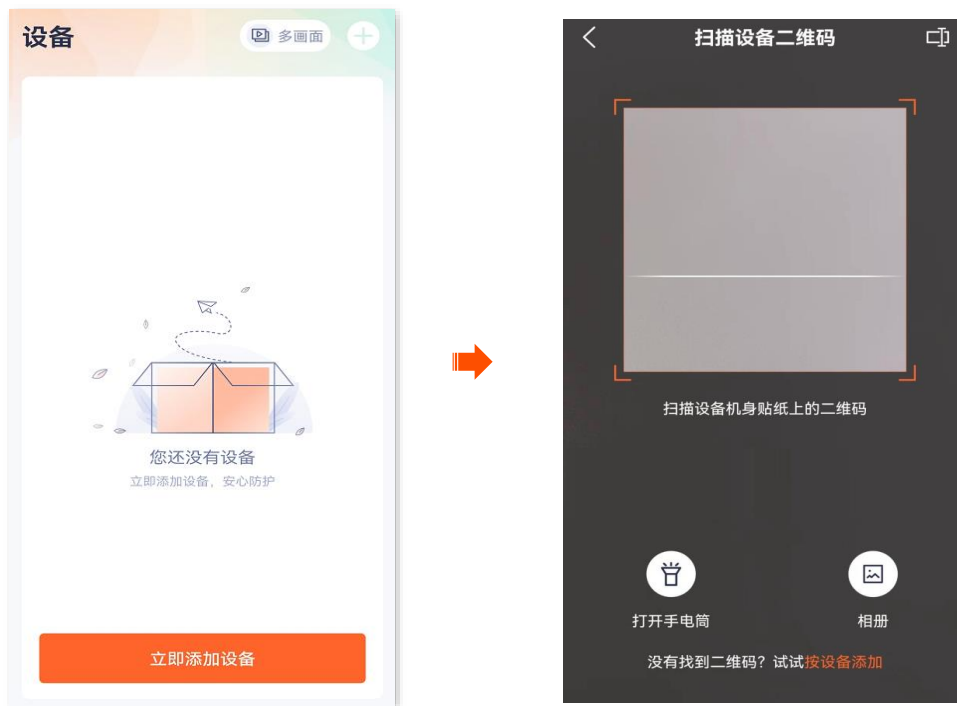 设备
多画面
您还没有设备
立即添加设备，安心防护
立即添加设备
扫描设备二维码
扫描设备机身贴纸上的二维码
打开手电筒
相册
没有找到二维码？试试按设备添加